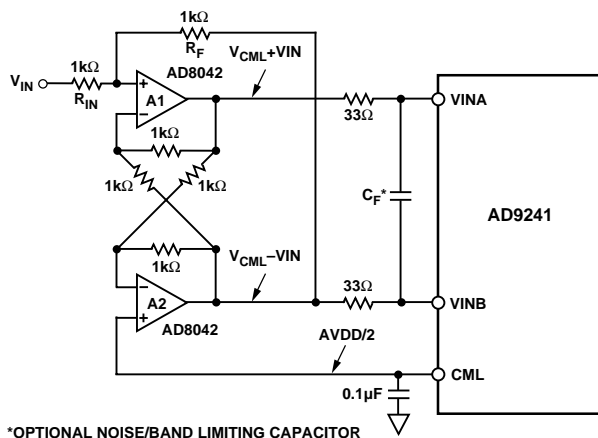 1kΩ
R_F
1kΩ
V_IN
R_IN
AD8042
A1
V_CML+VIN
33Ω
VINA
1kΩ
1kΩ
1kΩ
C_F*
AD9241
1kΩ
V_CML–VIN
33Ω
VINB
A2
AD8042
AVDD/2
CML
0.1µF
*OPTIONAL NOISE/BAND LIMITING CAPACITOR